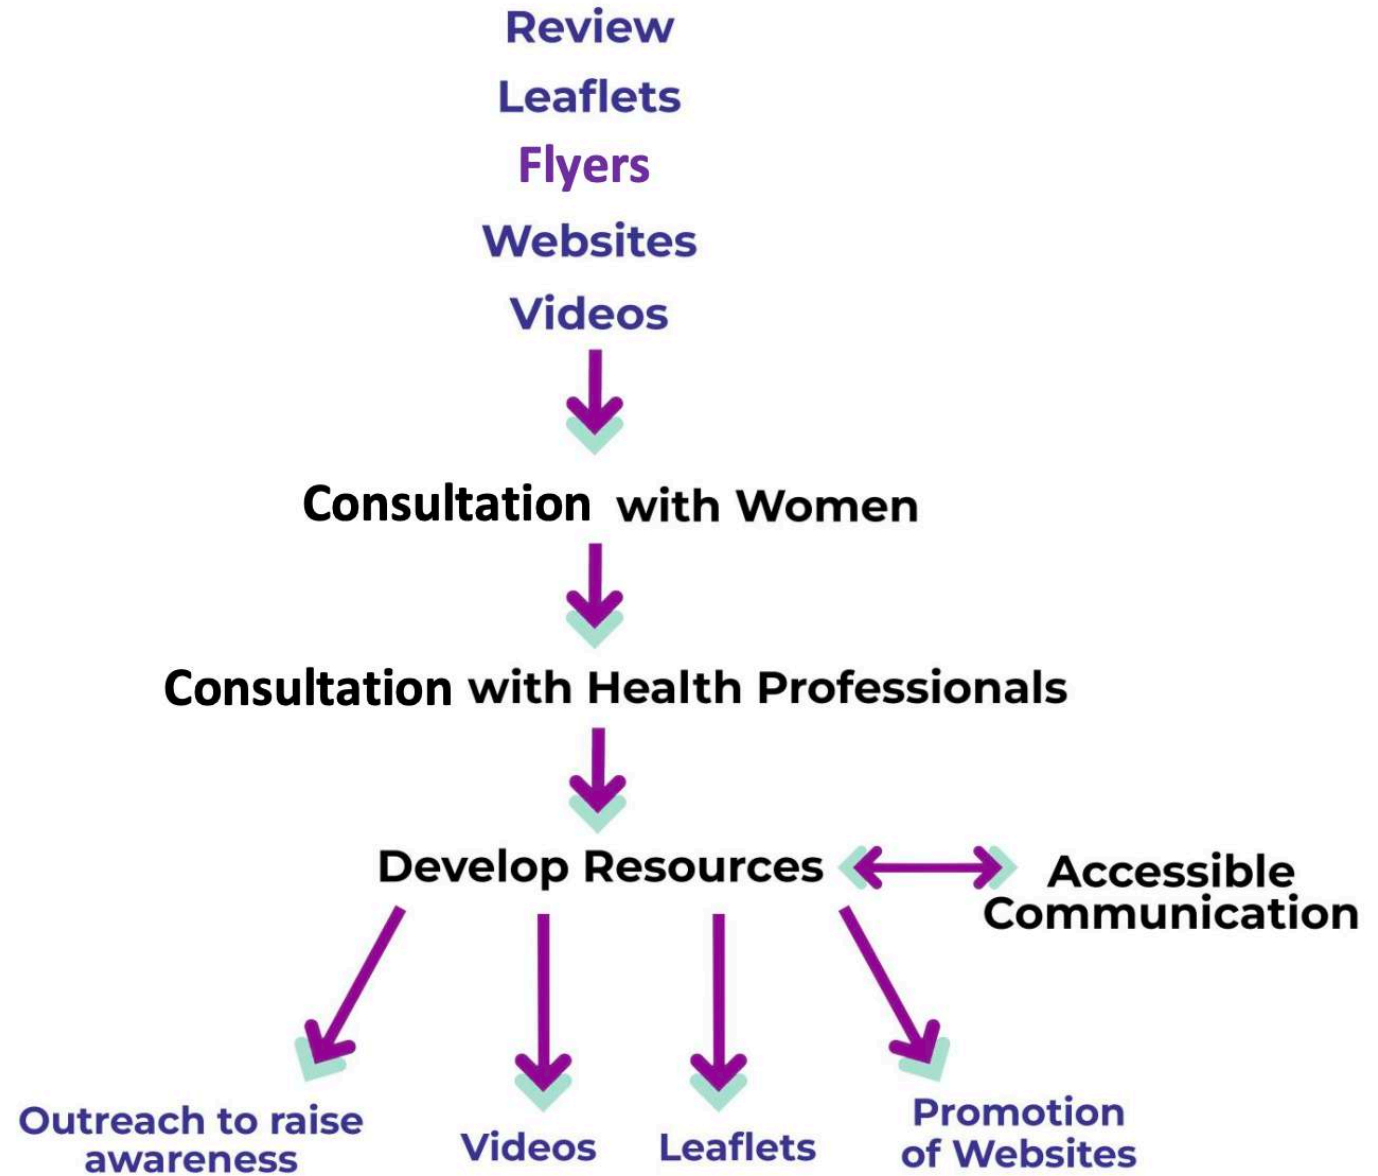 Review
Leaflets
Flyers
Websites
Videos
Consultation with Women
Consultation with Health Professionals
Develop Resources
Accessible
Communication
Outreach to raise
awareness
Videos
Leaflets
Promotion
of Websites